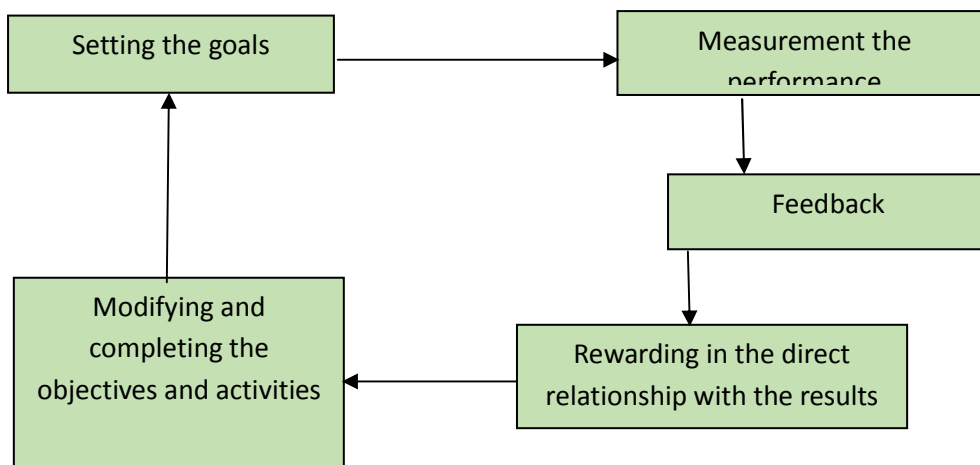 Setting the goals
Measurement the
performance
Feedback
Rewarding in the direct
relationship with the results
Modifying and
completing the
objectives and activities